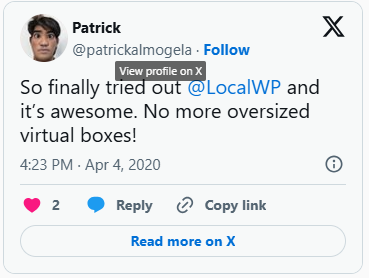 Patrick
@patrickalmogela · Follow
View profile on X
So finally tried out @LocalWP and
it's awesome. No more oversized
virtual boxes!
4:23 PM · Apr 4, 2020
2 Reply Copy link
Read more on X